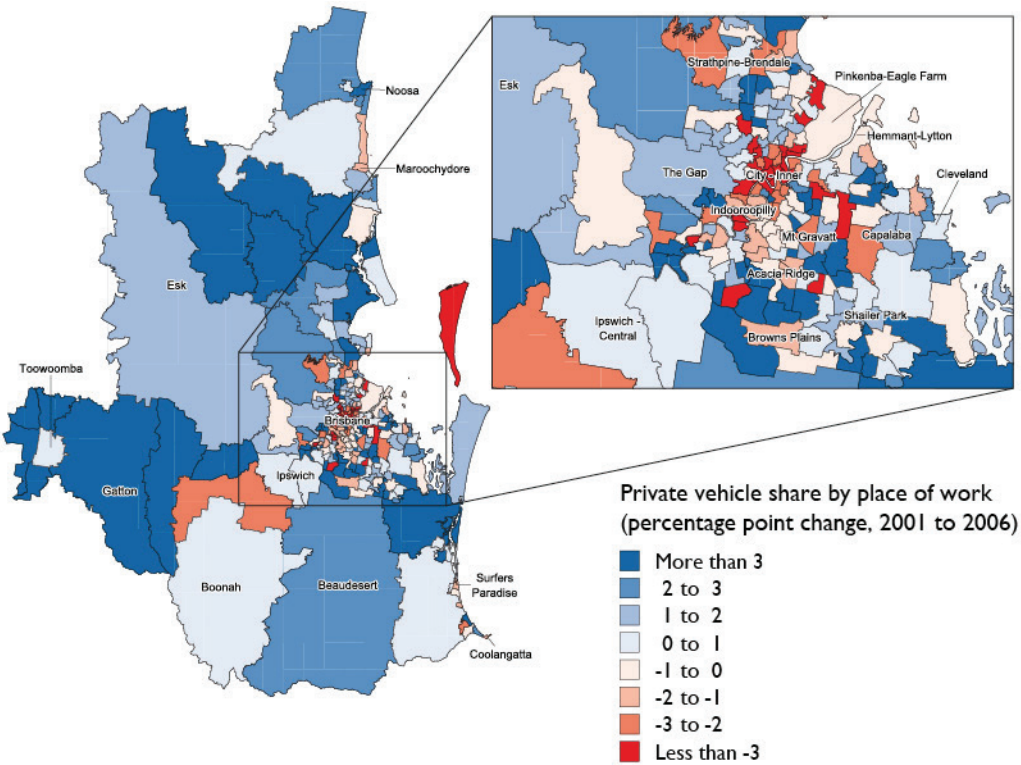 Noosa
Maroochydore
Esk
Toowoomba
Brisbane
Ipswich
Gatton
Boonah
Beaudesert
Surfers
Paradise
Coolangatta
Esk
Strathpine-Brendale
Pinkenba-Eagle Farm
Hemmant-Lytton
The Gap
City - Inner
Cleveland
Indooroopilly
Mt Gravatt
Capalaba
Acacia Ridge
Ipswich -
Central
Shailer Park
Browns Plains
Private vehicle share by place of work
(percentage point change, 2001 to 2006)
More than 3
2 to 3
1 to 2
0 to 1
-1 to 0
-2 to -1
-3 to -2
Less than -3